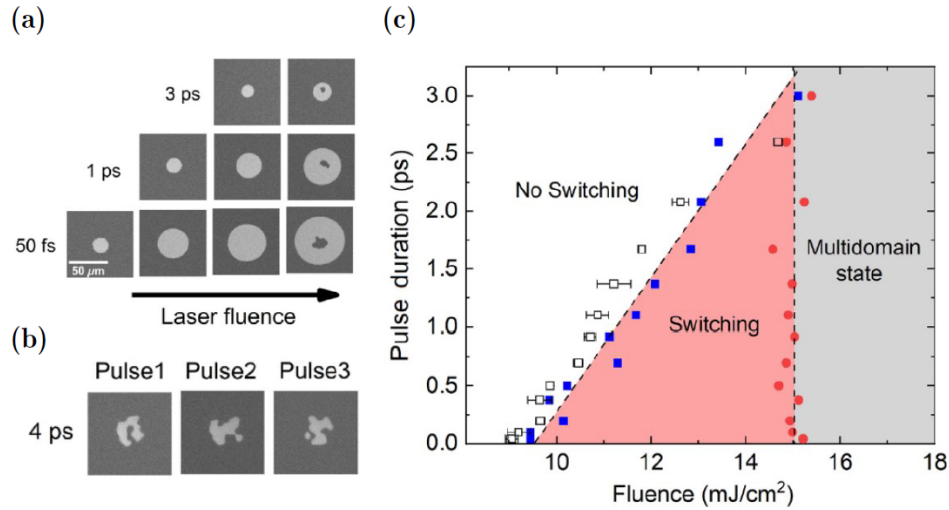 (a)
3 ps
1 ps
50 fs
50 μm
Laser fluence
(b)
Pulse1 Pulse2 Pulse3
4 ps
(c)
Pulse duration (ps)
3.0
2.5
2.0
1.5
1.0
0.5
0.0
No Switching
Switching
Multidomain
state
10 12 14 16 18
Fluence (mJ/cm²)